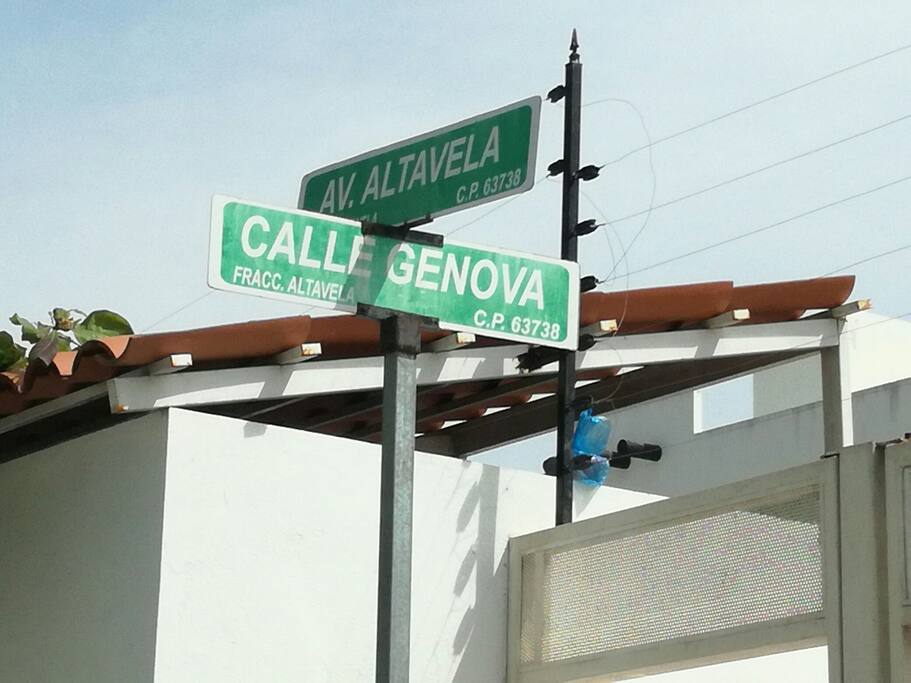 AV. ALTAVELA
C.P. 63738
CALLE GENOVA
FRACC. ALTAVELA
C.P. 63738